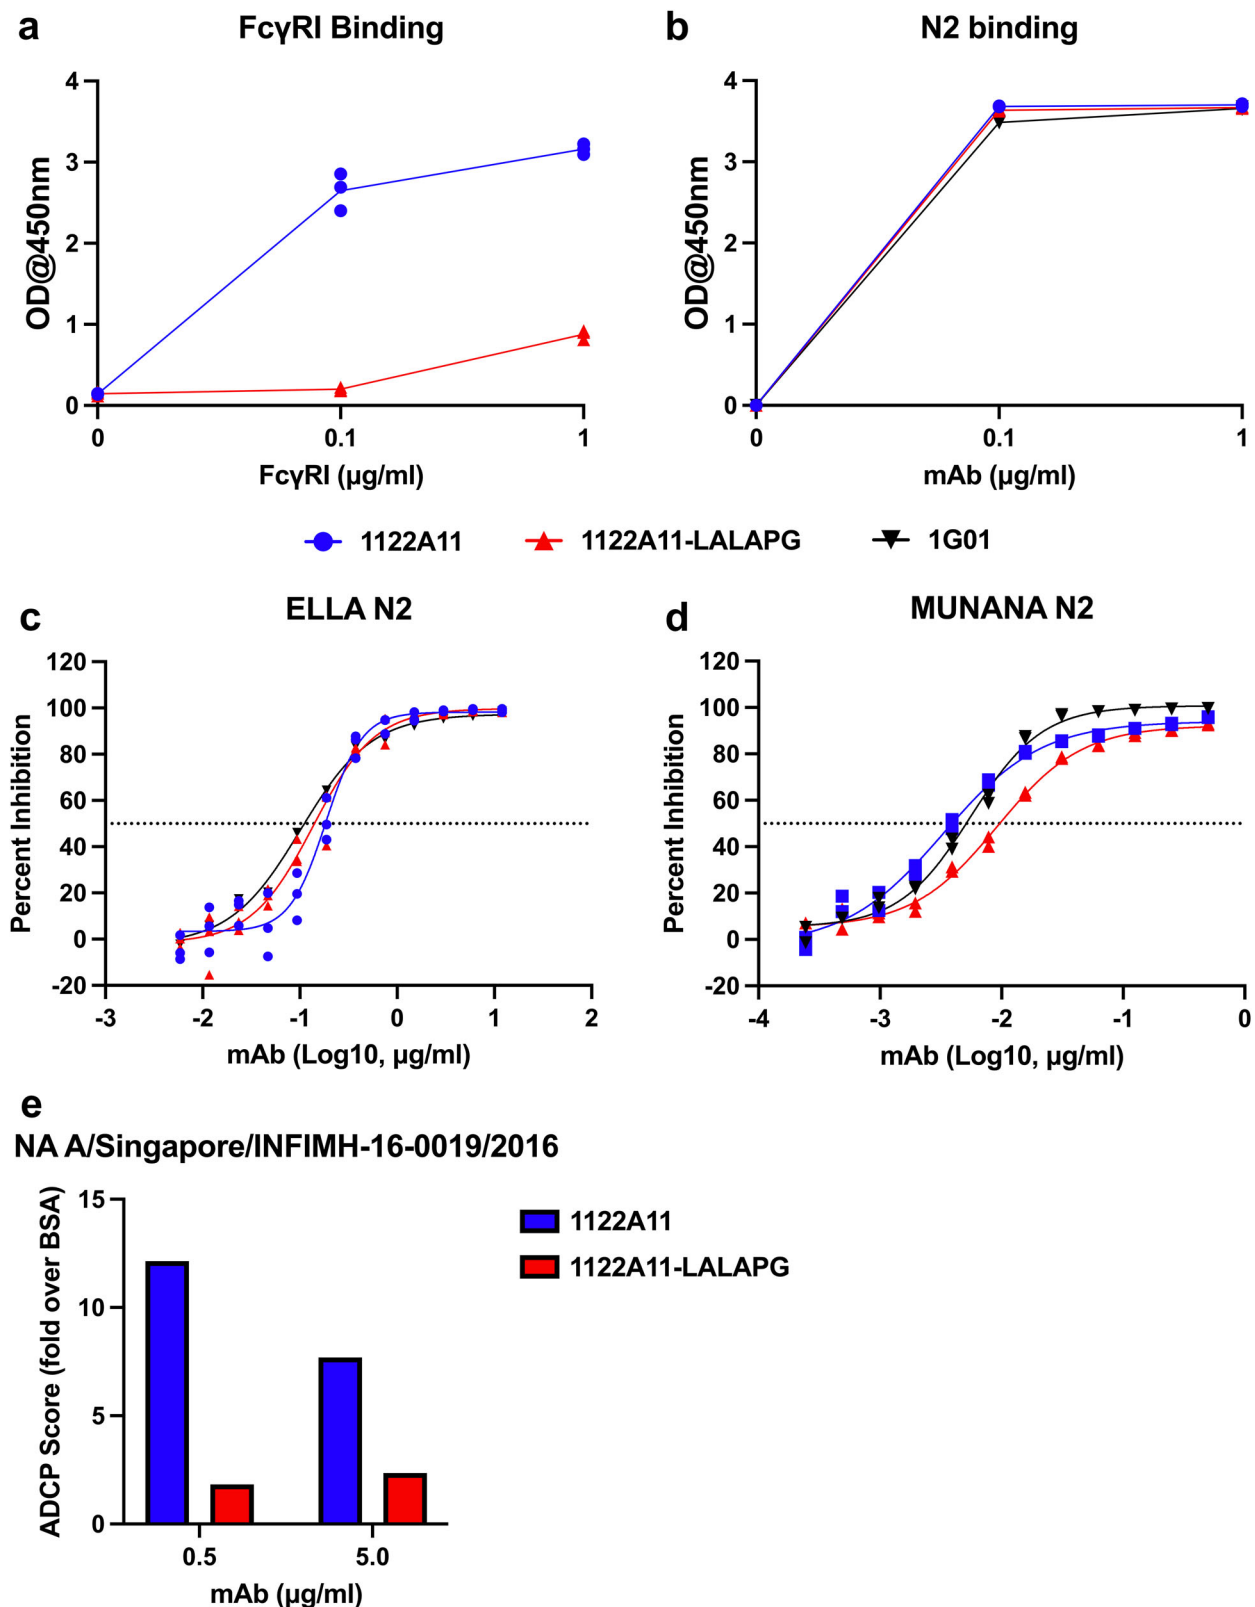 a
FcγRI Binding
OD@450nm
4
3
2
1
0
0
0.1
1
FcγRI (µg/ml)
b
N2 binding
OD@450nm
4
3
2
1
0
0
0.1
1
mAb (µg/ml)
1122A11
1122A11-LALAPG
1G01
c
ELLA N2
Percent Inhibition
120
100
80
60
40
20
0
-20
-3
-2
-1
0
1
2
mAb (Log10, µg/ml)
d
MUNANA N2
Percent Inhibition
120
100
80
60
40
20
0
-20
-4
-3
-2
-1
0
mAb (Log10, µg/ml)
e
NA A/Singapore/INFIMH-16-0019/2016
ADCP Score (fold over BSA)
15
10
5
0
0.5
5.0
mAb (µg/ml)
1122A11
1122A11-LALAPG